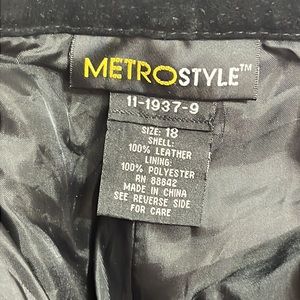 METROSTYLE™
11-1937-9
SIZE: 18
SHELL:
100% LEATHER
LINING:
100% POLYESTER
RN 88842
MADE IN CHINA
SEE REVERSE SIDE
FOR CARE